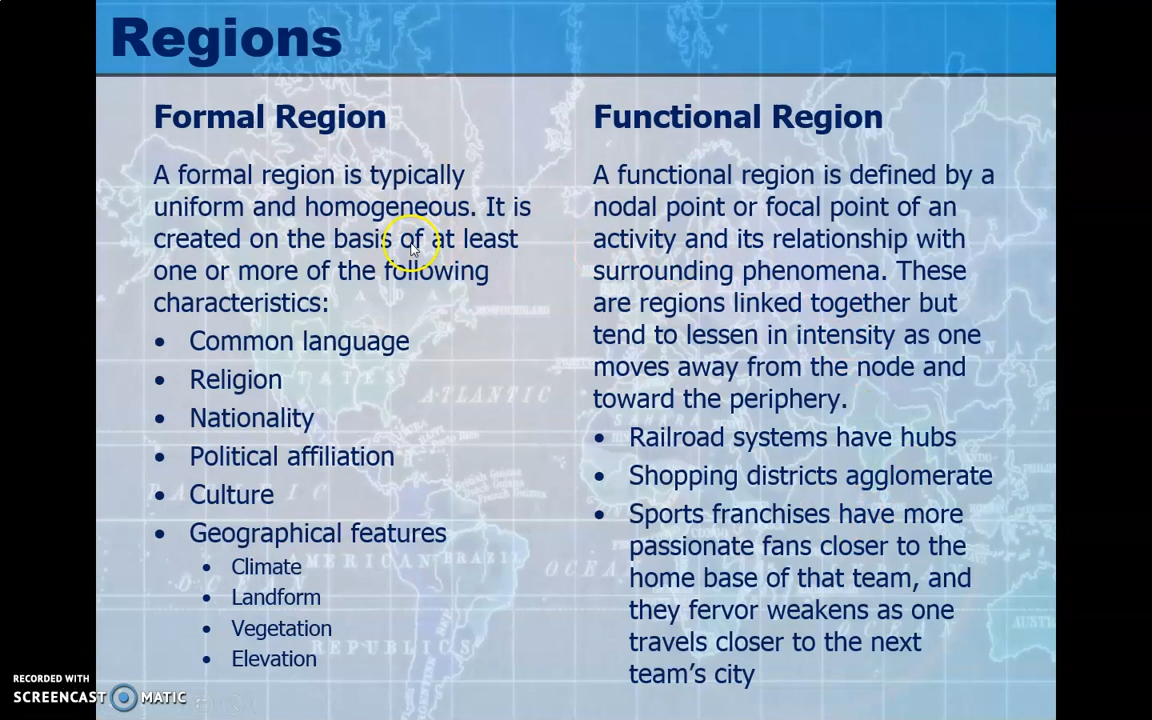 Regions
Formal Region
A formal region is typically
uniform and homogeneous. It is
created on the basis of at least
one or more of the following
characteristics:
• Common language
• Religion
• Nationality
• Political affiliation
• Culture
• Geographical features
• Climate
• Landform
• Vegetation
• Elevation
Functional Region
A functional region is defined by a
nodal point or focal point of an
activity and its relationship with
surrounding phenomena. These
are regions linked together but
tend to lessen in intensity as one
moves away from the node and
toward the periphery.
• Railroad systems have hubs
• Shopping districts agglomerate
• Sports franchises have more
passionate fans closer to the
home base of that team, and
they fervor weakens as one
travels closer to the next
team's city
ATLANTIC
AMERICAN
BRAZIL
REPUBLICS
RECORDED WITH
SCREENCAST MATIC